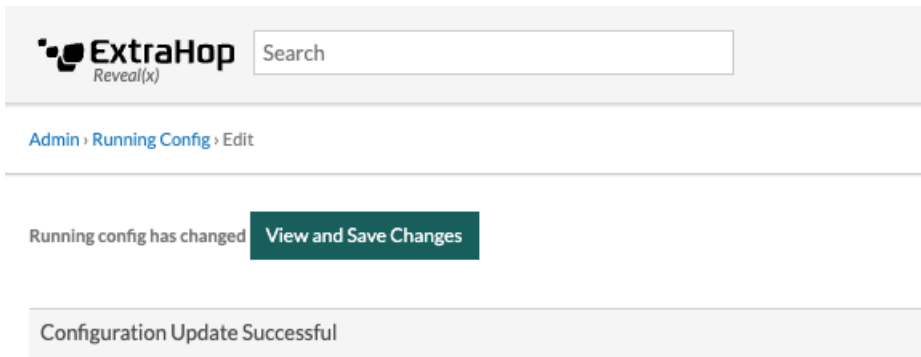 ExtraHop
Reveal(x)
Search
Admin › Running Config › Edit
Running config has changed View and Save Changes
Configuration Update Successful